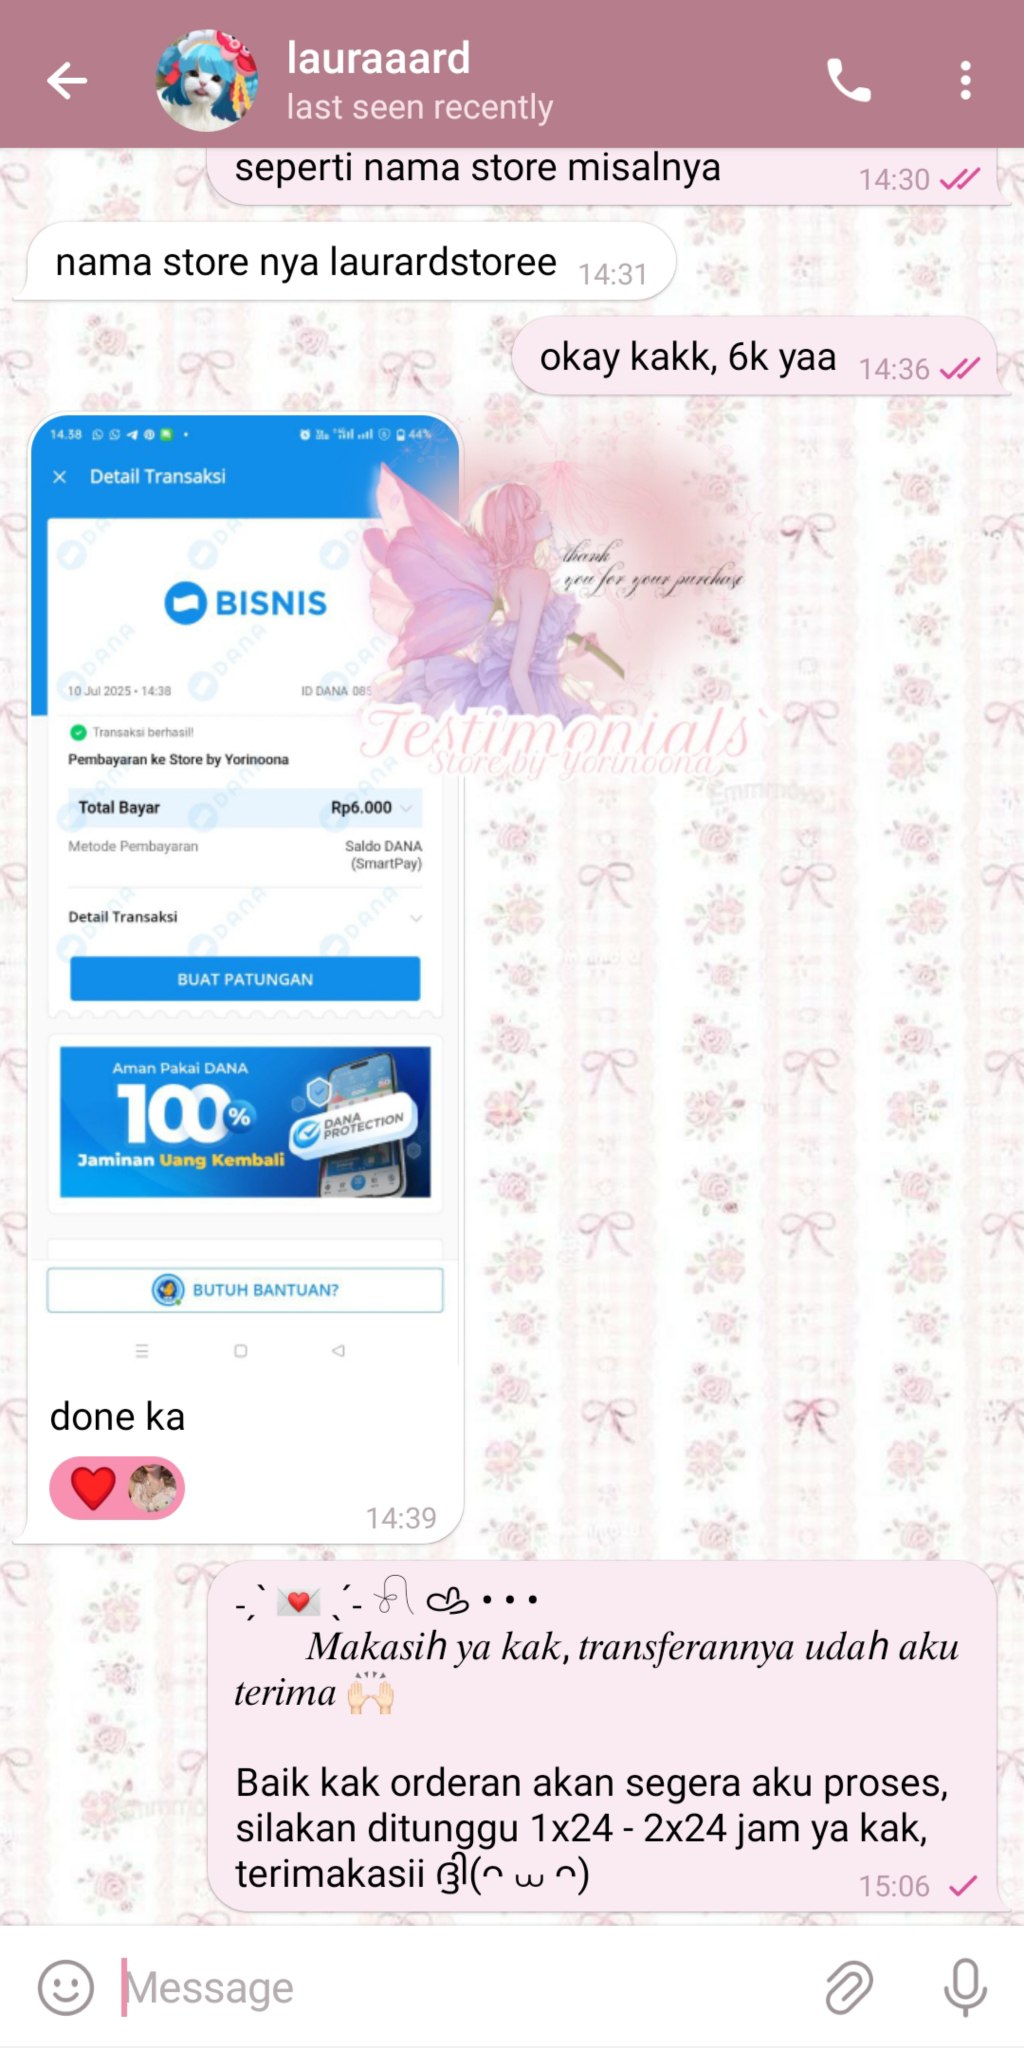 lauraaard
last seen recently
seperti nama store misalnya
14:30
nama store nya laurardstoree
14:31
okay kakk, 6k yaa
14:36
14.38
44%
Detail Transaksi
BISNIS
10 Jul 2025 • 14:38
ID DANA 085
Transaksi berhasil!
Pembayaran ke Store by Yorinoona
Total Bayar
Rp6.000
Metode Pembayaran
Saldo DANA
(SmartPay)
Detail Transaksi
BUAT PATUNGAN
thank
you for your purchase
Testimonials
Store by Yorinoona
Aman Pakai DANA
100%
Jaminan Uang Kembali
DANA
PROTECTION
BUTUH BANTUAN?
done ka
14:39
Makasih ya kak, transferannya udah aku
terima 🙌🏻
Baik kak orderan akan segera aku proses,
silakan ditunggu 1x24 - 2x24 jam ya kak,
terimakasii ദ്ദി(ᵔ ᗜ ᵔ)
15:06
Message